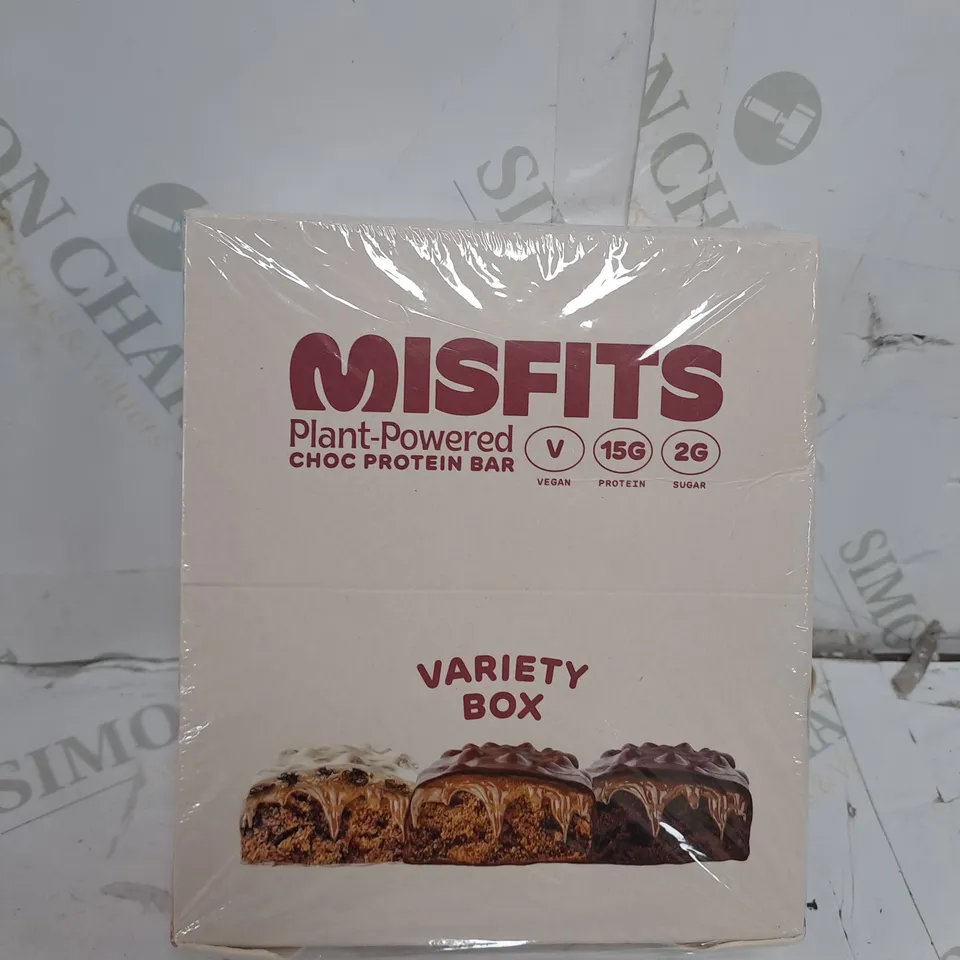 MISFITS
Plant-Powered
CHOC PROTEIN BAR
V
VEGAN
15G
PROTEIN
2G
SUGAR
VARIETY
BOX